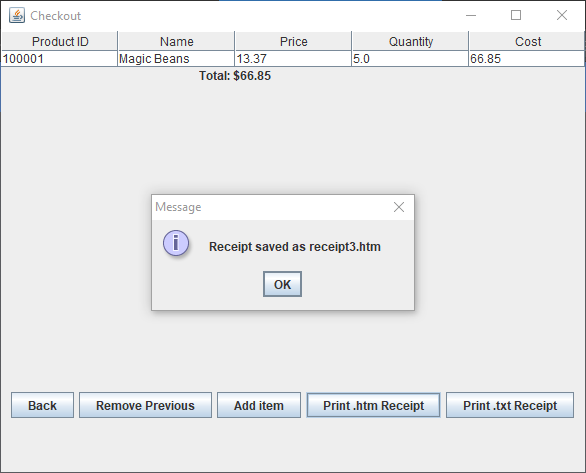 Checkout
Product ID Name Price Quantity Cost
100001 Magic Beans 13.37 5.0 66.85
Total: $66.85
Message
i
Receipt saved as receipt3.htm
OK
Back Remove Previous Add item Print .htm Receipt Print .txt Receipt